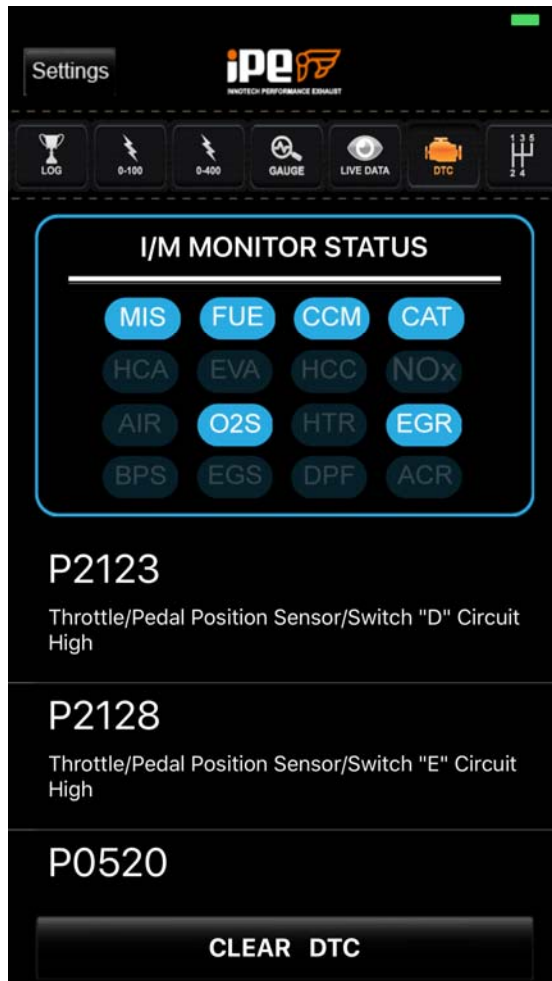 Settings
iPE
INNOTECH PERFORMANCE EXHAUST
LOG
0-100
0-400
GAUGE
LIVE DATA
DTC
1 3 5
2 4
I/M MONITOR STATUS
MIS FUE CCM CAT
HCA EVA HCC NOx
AIR O2S HTR EGR
BPS EGS DPF ACR
P2123
Throttle/Pedal Position Sensor/Switch "D" Circuit
High
P2128
Throttle/Pedal Position Sensor/Switch "E" Circuit
High
P0520
CLEAR DTC